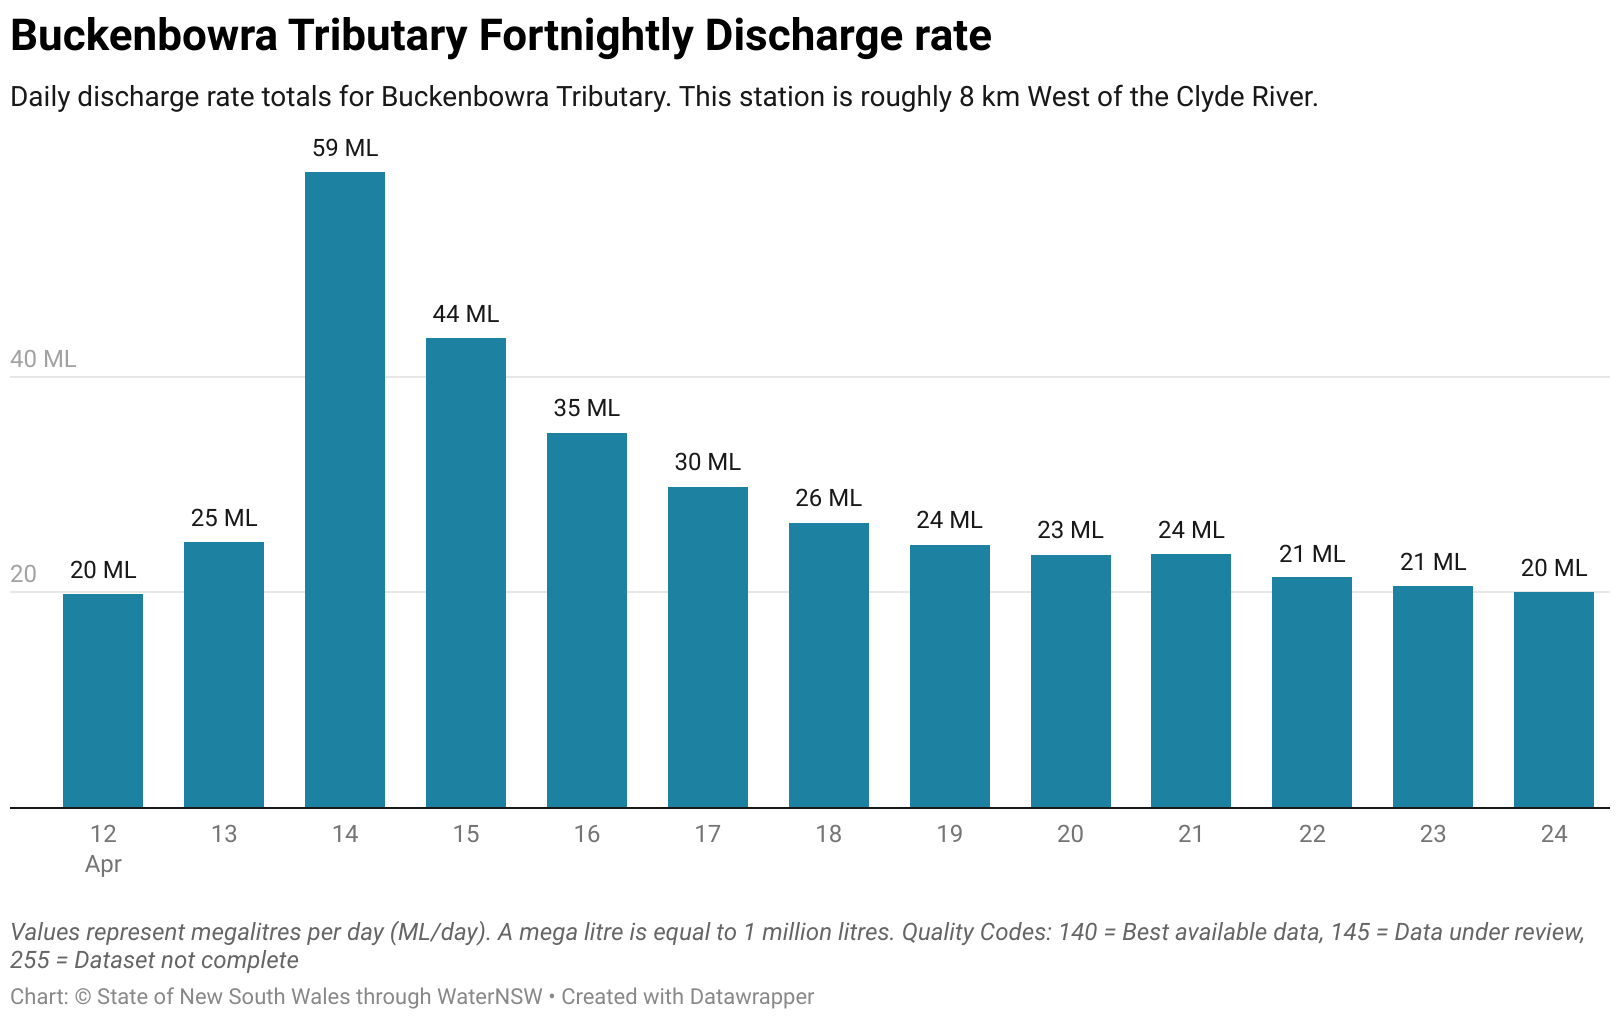 Buckenbowra Tributary Fortnightly Discharge rate
Daily discharge rate totals for Buckenbowra Tributary. This station is roughly 8 km West of the Clyde River.
59 ML
44 ML
40 ML
35 ML
30 ML
26 ML
25 ML
24 ML
23 ML
24 ML
21 ML
21 ML
20 ML
20
20 ML
12
13
14
15
16
17
18
19
20
21
22
23
24
Apr
Values represent megalitres per day (ML/day). A mega litre is equal to 1 million litres. Quality Codes: 140 = Best available data, 145 = Data under review,
255 = Dataset not complete
Chart: © State of New South Wales through WaterNSW • Created with Datawrapper